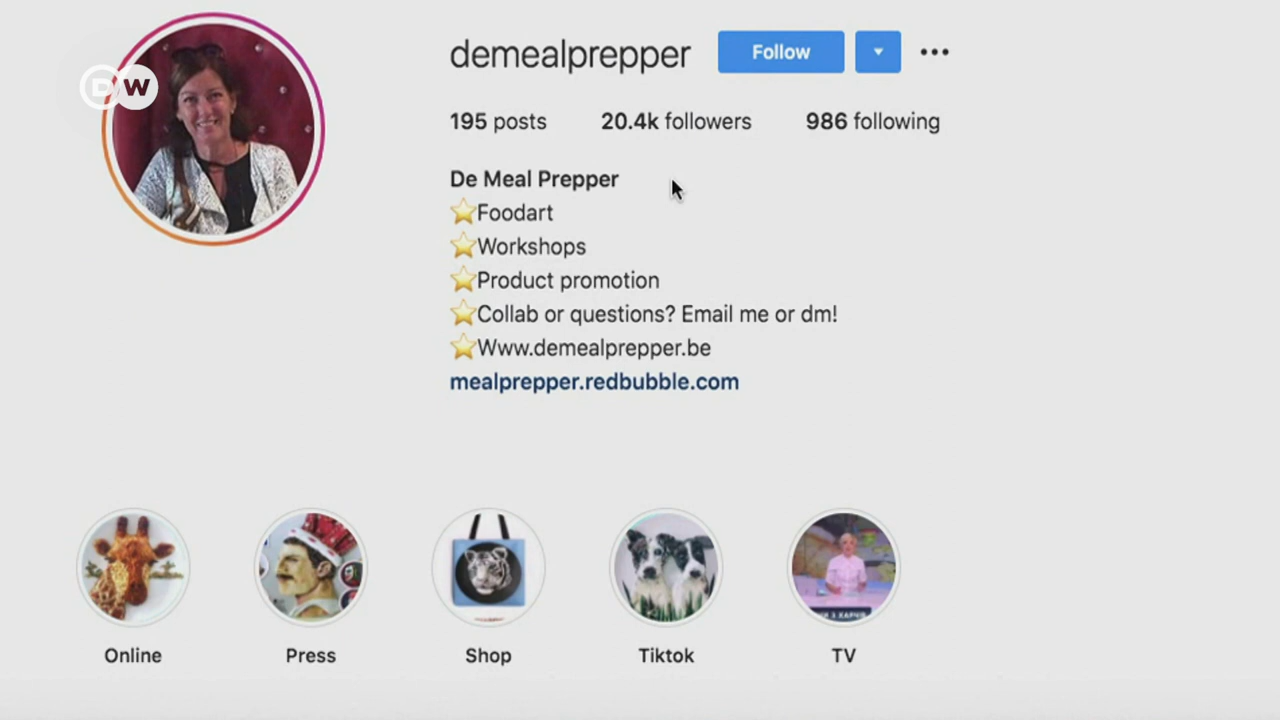 DW
demealprepper
Follow
195 posts
20.4k followers
986 following
De Meal Prepper
⭐Foodart
⭐Workshops
⭐Product promotion
⭐Collab or questions? Email me or dm!
⭐Www.demealprepper.be
mealprepper.redbubble.com
Online
Press
Shop
Tiktok
TV